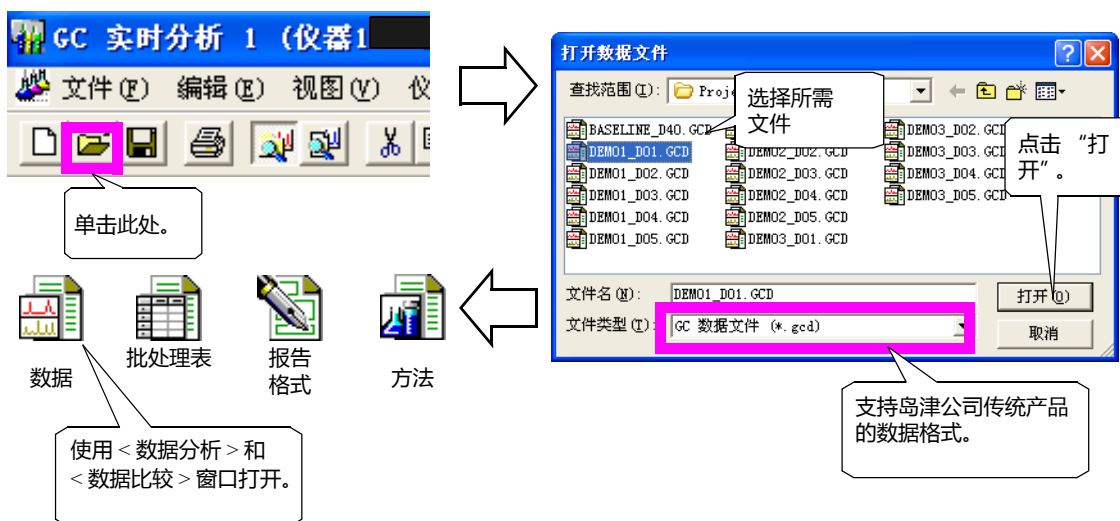 GC 实时分析 1 (仪器1
文件(F) 编辑(E) 视图(V) 仪
单击此处。
打开数据文件
查找范围(I): Proj
选择所需
文件
点击 “打
开”。
BASELINE_D40.GCD
DEMO1_D01.GCD
DEMO1_D02.GCD
DEMO1_D03.GCD
DEMO1_D04.GCD
DEMO1_D05.GCD
DEMO2_D02.GCD
DEMO2_D03.GCD
DEMO2_D04.GCD
DEMO2_D05.GCD
DEMO3_D01.GCD
DEMO3_D02.GCD
DEMO3_D03.GCD
DEMO3_D04.GCD
DEMO3_D05.GCD
文件名(N): DEMO1_D01.GCD
打开(O)
文件类型(T): GC 数据文件 (*.gcd)
取消
支持岛津公司传统产品
的数据格式。
数据
批处理表
报告
格式
方法
使用 < 数据分析 > 和
< 数据比较 > 窗口打开。